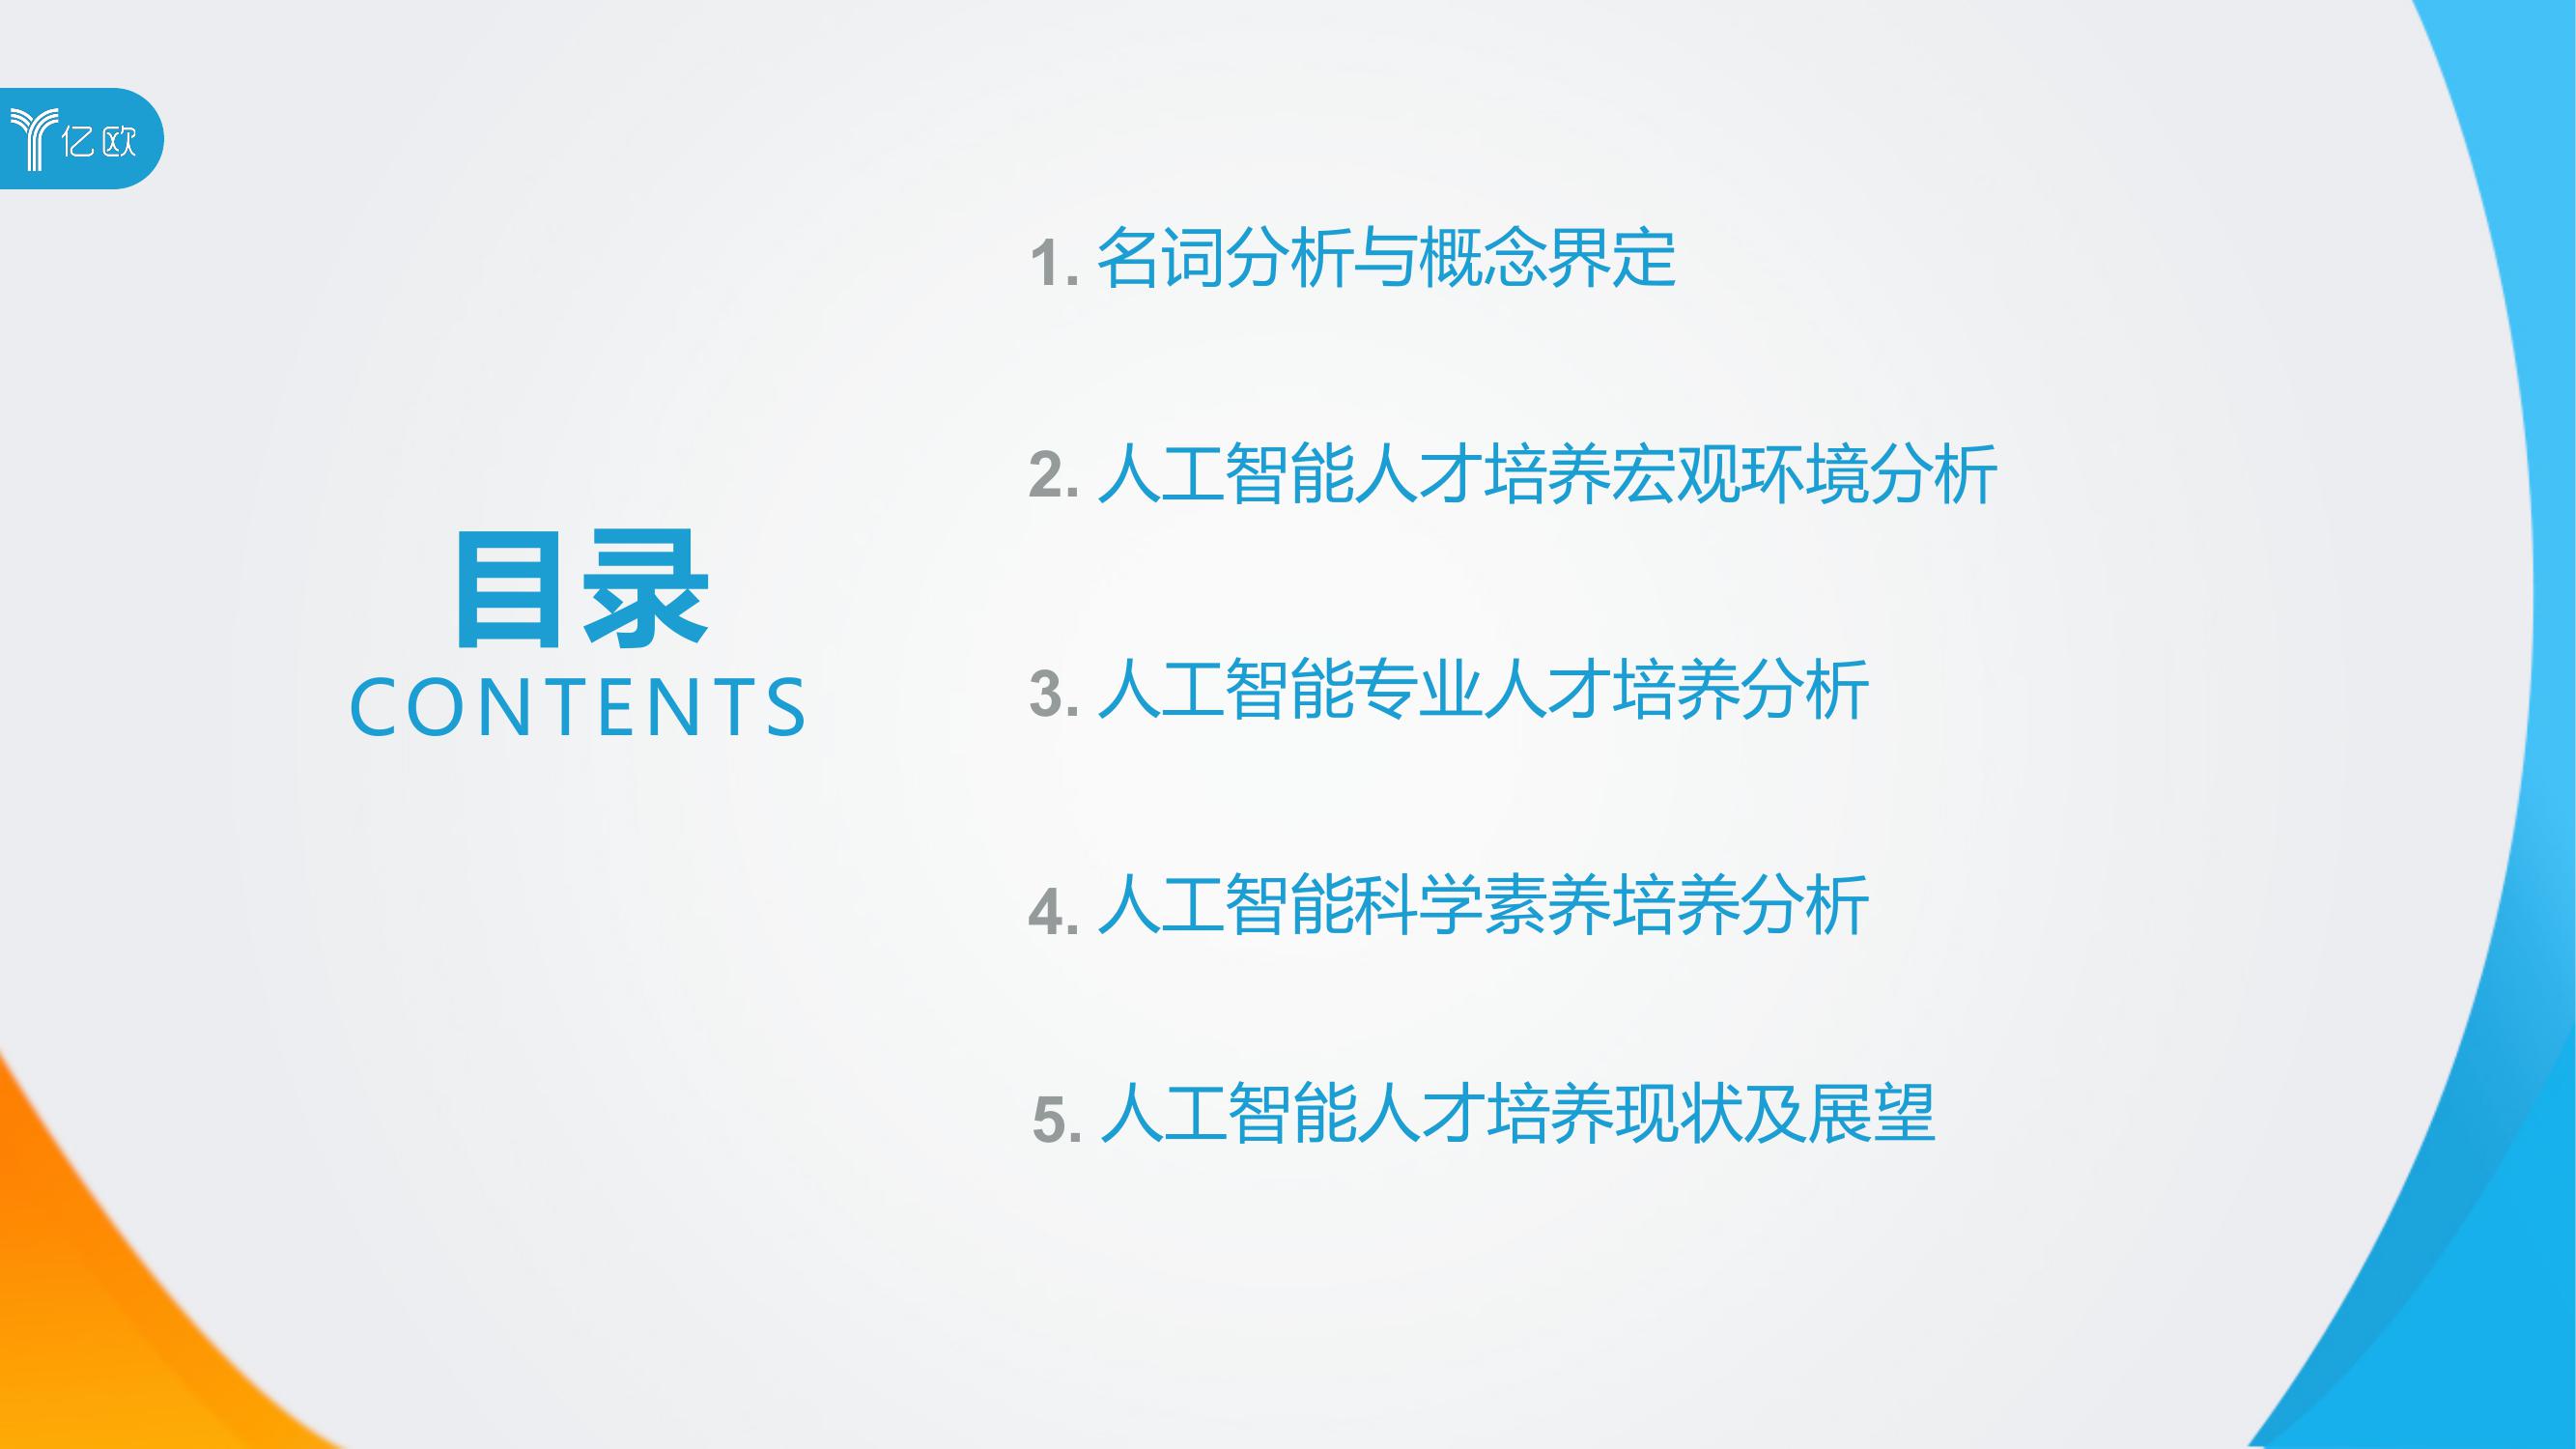 亿欧
目录
CONTENTS
1. 名词分析与概念界定
2. 人工智能人才培养宏观环境分析
3. 人工智能专业人才培养分析
4. 人工智能科学素养培养分析
5. 人工智能人才培养现状及展望